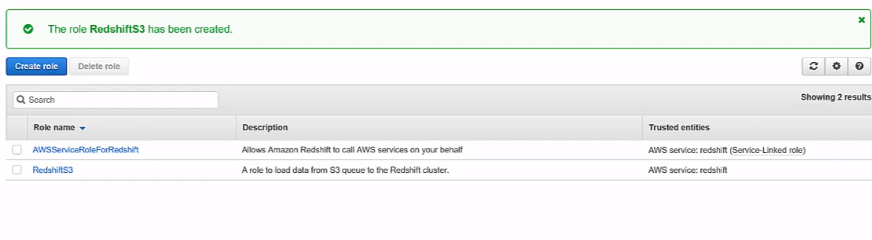 The role RedshiftS3 has been created.
Create role Delete role
Search
Showing 2 results
Role name Description Trusted entities
AWSServiceRoleForRedshift Allows Amazon Redshift to call AWS services on your behalf AWS service: redshift (Service-Linked role)
RedshiftS3 A role to load data from S3 queue to the Redshift cluster. AWS service: redshift